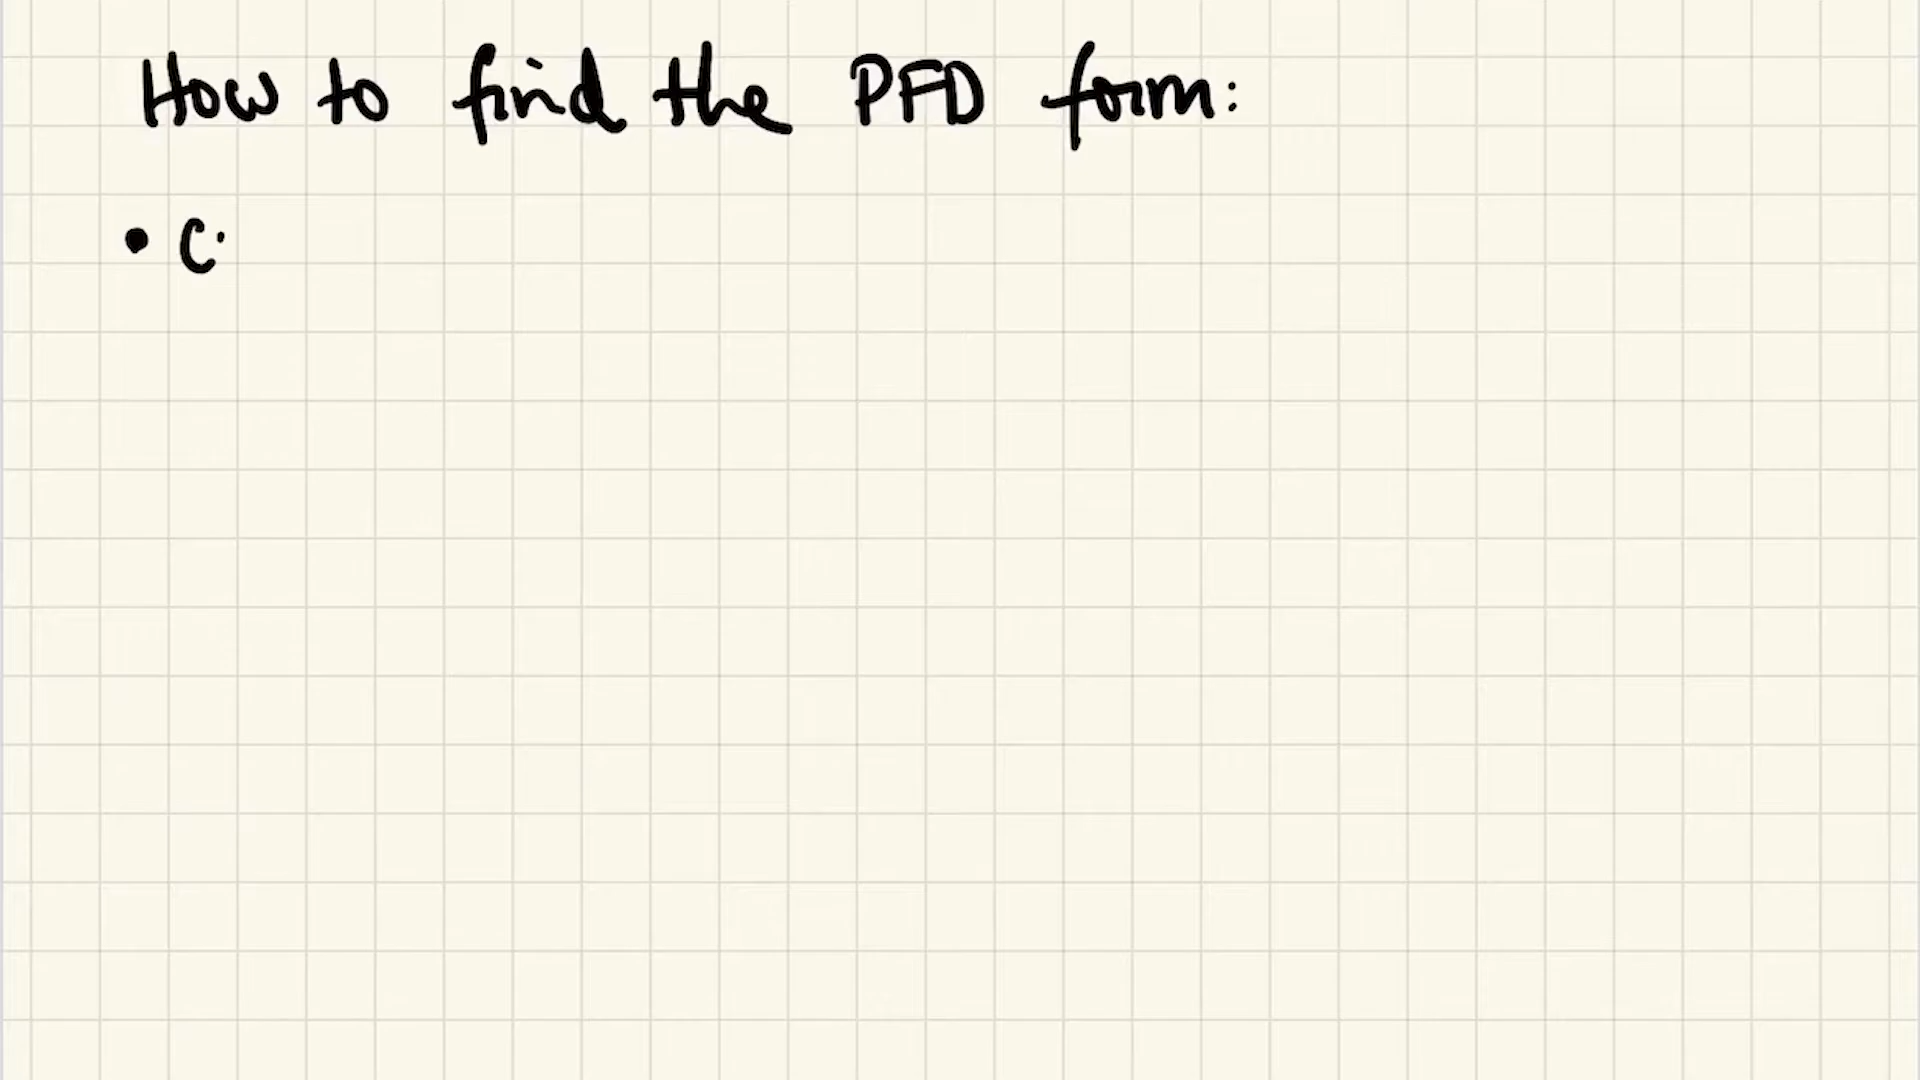 How to find the PFD form:
• C